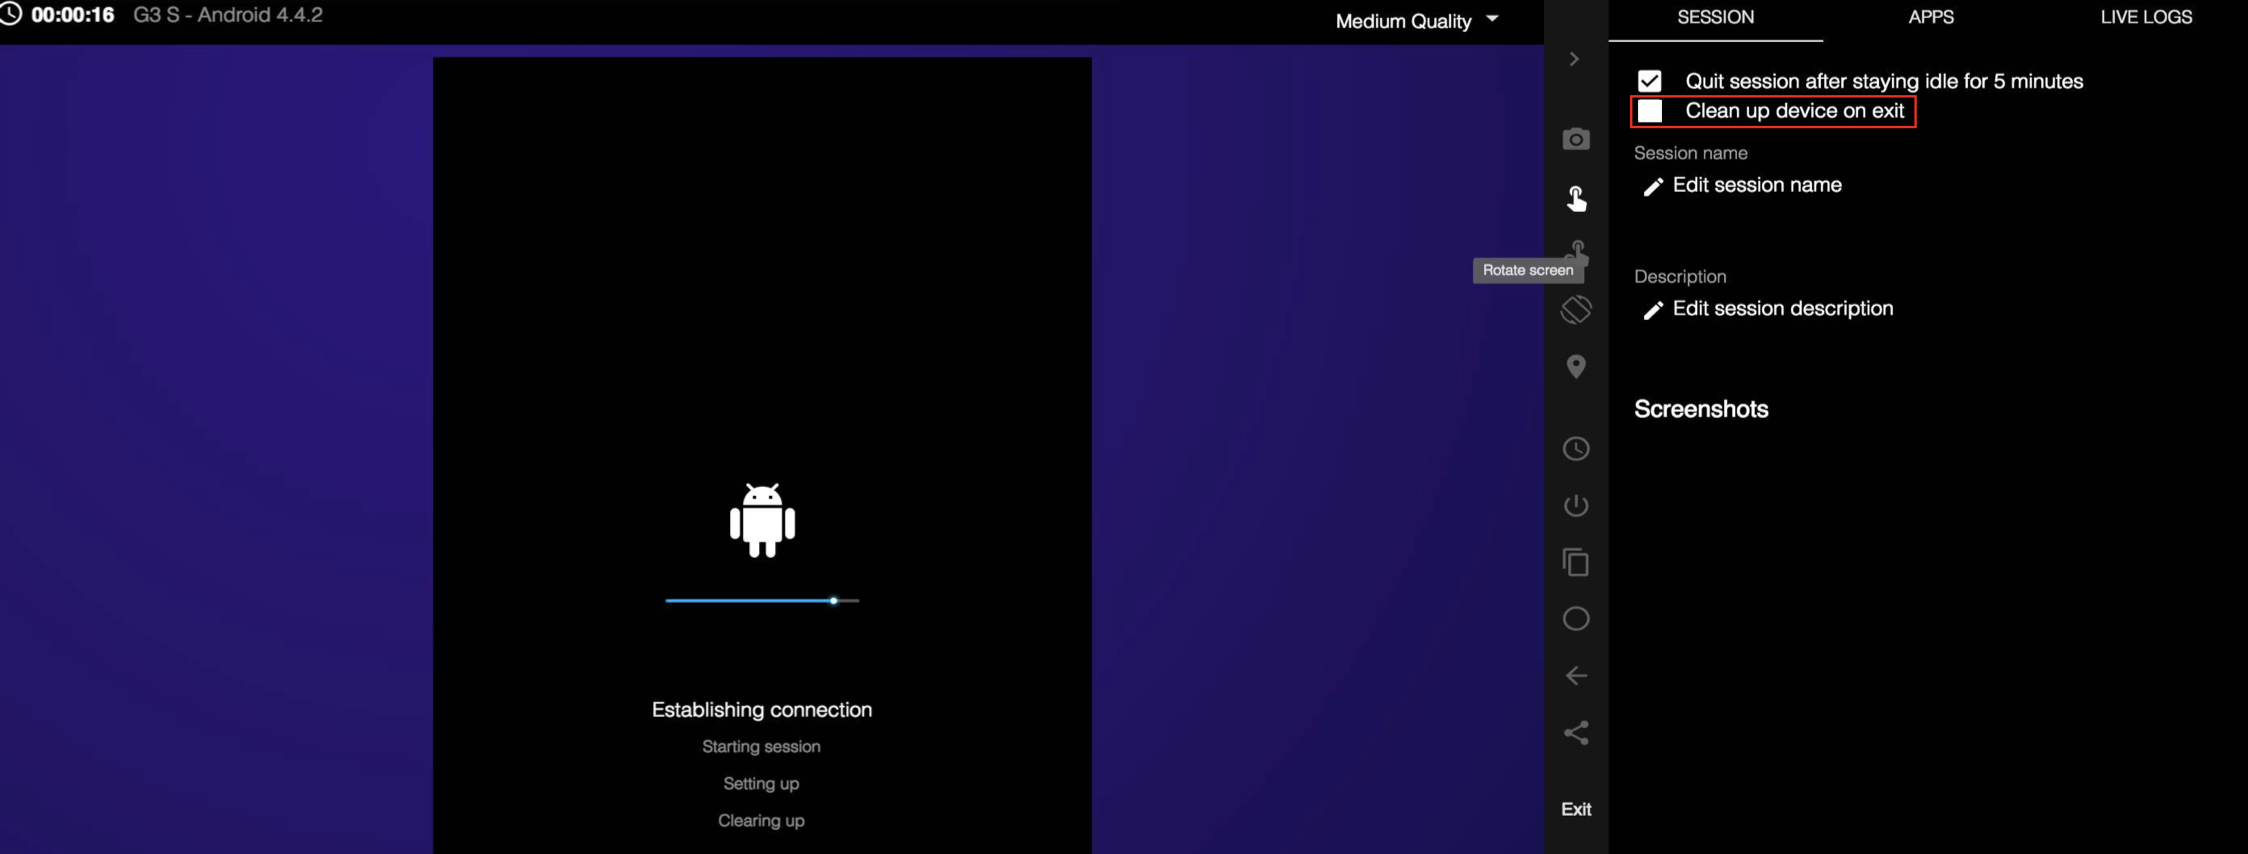 00:00:16 G3 S - Android 4.4.2
Medium Quality
SESSION APPS LIVE LOGS
Quit session after staying idle for 5 minutes
Clean up device on exit
Session name
Edit session name
Rotate screen
Description
Edit session description
Screenshots
Establishing connection
Starting session
Setting up
Clearing up
Exit